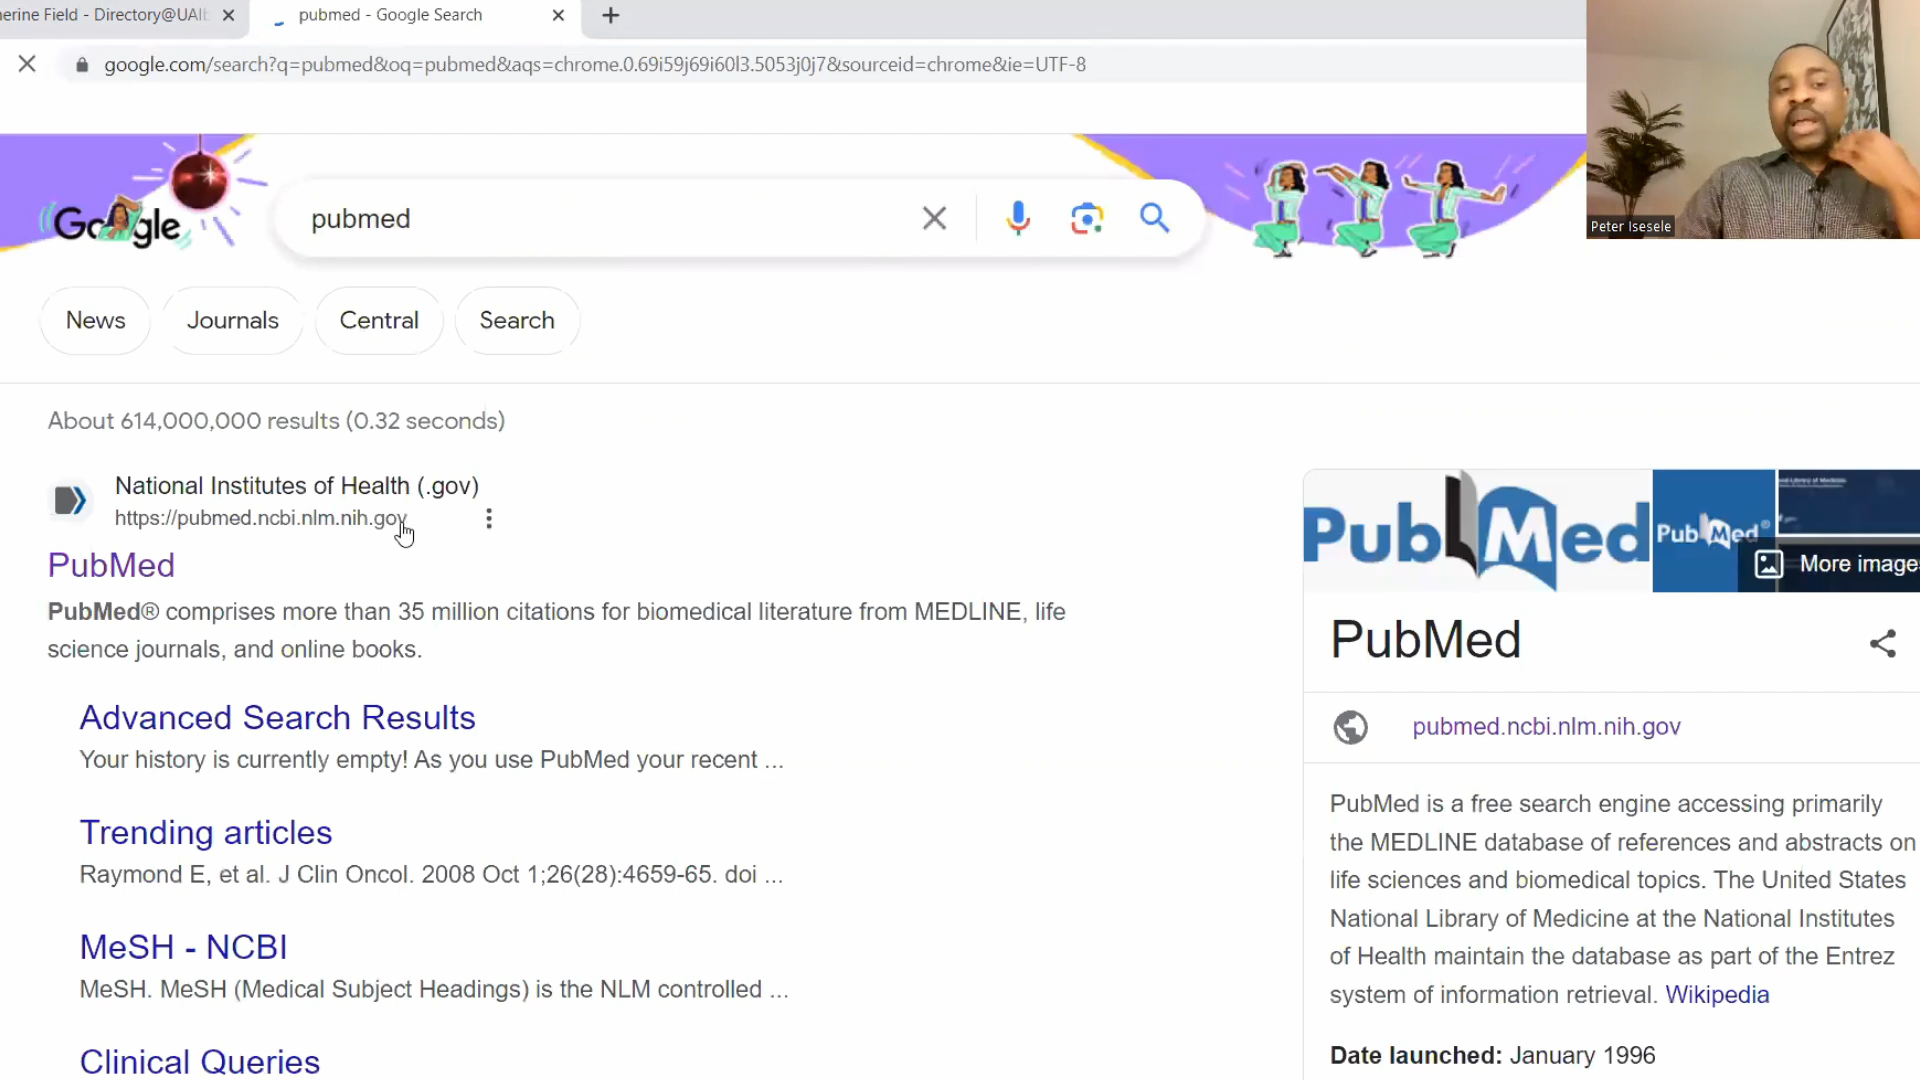 erine Field - Directory@UAlb
pubmed - Google Search
google.com/search?q=pubmed&oq=pubmed&aqs=chrome.0.69i59j69i60l3.5053j0j7&sourceid=chrome&ie=UTF-8
Google
pubmed
Peter Isesele
News
Journals
Central
Search
About 614,000,000 results (0.32 seconds)
National Institutes of Health (.gov)
https://pubmed.ncbi.nlm.nih.gov
PubMed
PubMed® comprises more than 35 million citations for biomedical literature from MEDLINE, life
science journals, and online books.
Advanced Search Results
Your history is currently empty! As you use PubMed your recent ...
Trending articles
Raymond E, et al. J Clin Oncol. 2008 Oct 1;26(28):4659-65. doi ...
MeSH - NCBI
MeSH. MeSH (Medical Subject Headings) is the NLM controlled ...
Clinical Queries
PubMed
PubMed®
More images
PubMed
pubmed.ncbi.nlm.nih.gov
PubMed is a free search engine accessing primarily
the MEDLINE database of references and abstracts on
life sciences and biomedical topics. The United States
National Library of Medicine at the National Institutes
of Health maintain the database as part of the Entrez
system of information retrieval. Wikipedia
Date launched: January 1996